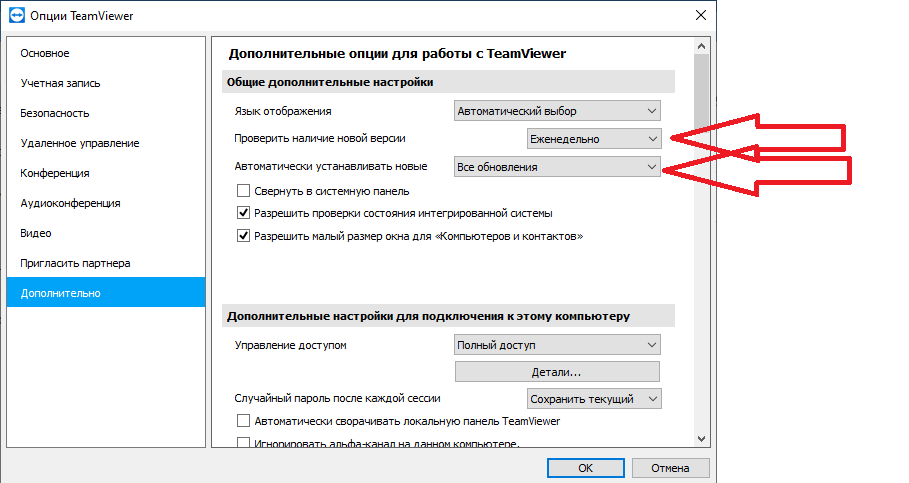 Опции TeamViewer
Основное
Учетная запись
Безопасность
Удаленное управление
Конференция
Аудиоконференция
Видео
Пригласить партнера
Дополнительно
Дополнительные опции для работы с TeamViewer
Общие дополнительные настройки
Язык отображения Автоматический выбор
Проверить наличие новой версии Еженедельно
Автоматически устанавливать новые Все обновления
Свернуть в системную панель
Разрешить проверки состояния интегрированной системы
Разрешить малый размер окна для «Компьютеров и контактов»
Дополнительные настройки для подключения к этому компьютеру
Управление доступом Полный доступ
Детали...
Случайный пароль после каждой сессии Сохранить текущий
Автоматически сворачивать локальную панель TeamViewer
Игнорировать альфа-канал на данном компьютере.
OK Отмена